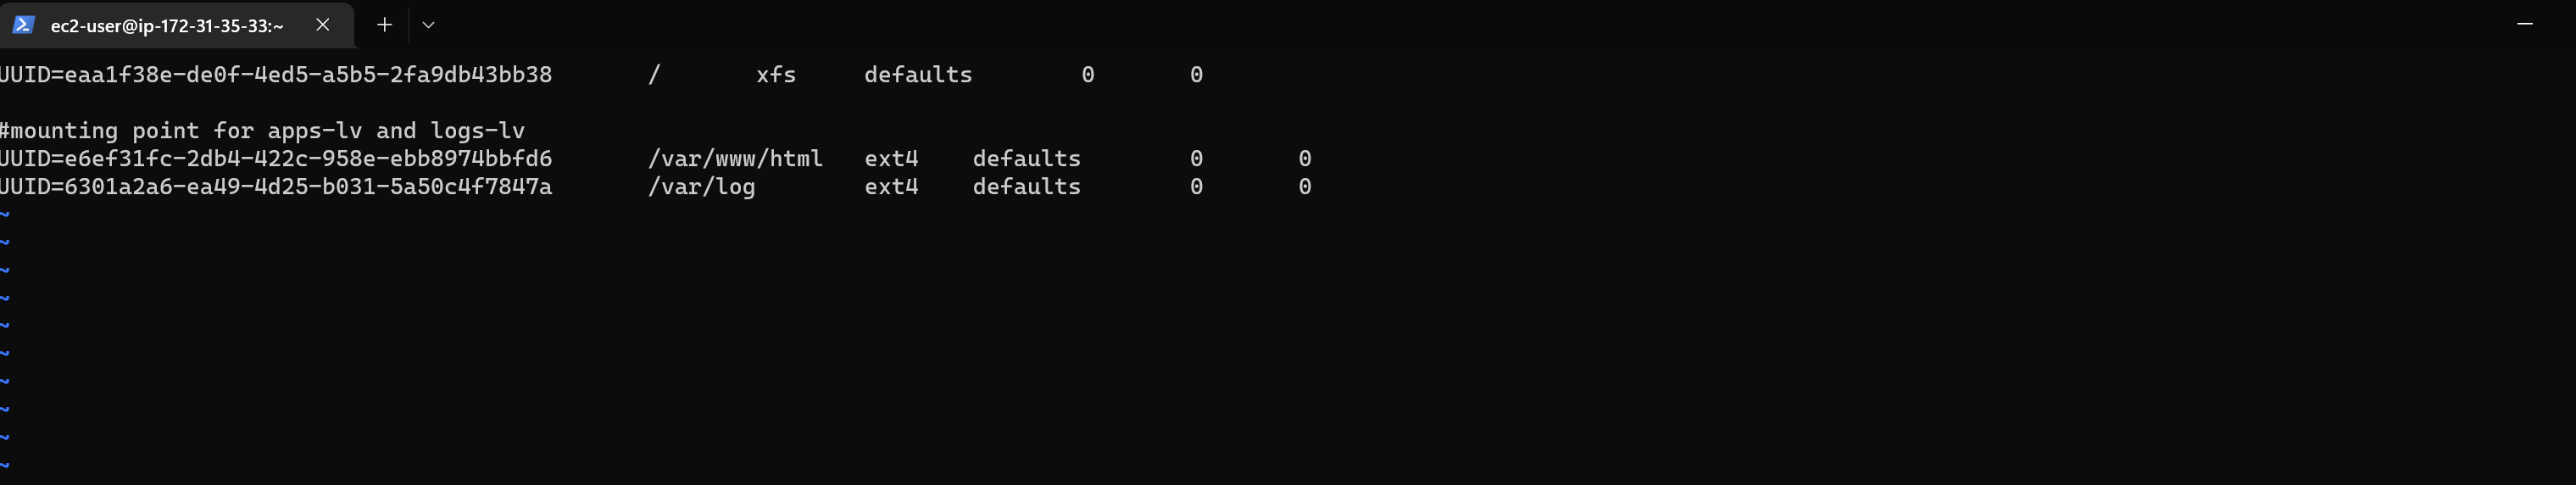 ec2-user@ip-172-31-35-33:~
UUID=eaa1f38e-de0f-4ed5-a5b5-2fa9db43bb38 / xfs defaults 0 0
#mounting point for apps-lv and logs-lv
UUID=e6ef31fc-2db4-422c-958e-ebb8974bbfd6 /var/www/html ext4 defaults 0 0
UUID=6301a2a6-ea49-4d25-b031-5a50c4f7847a /var/log ext4 defaults 0 0
~
~
~
~
~
~
~
~
~
~